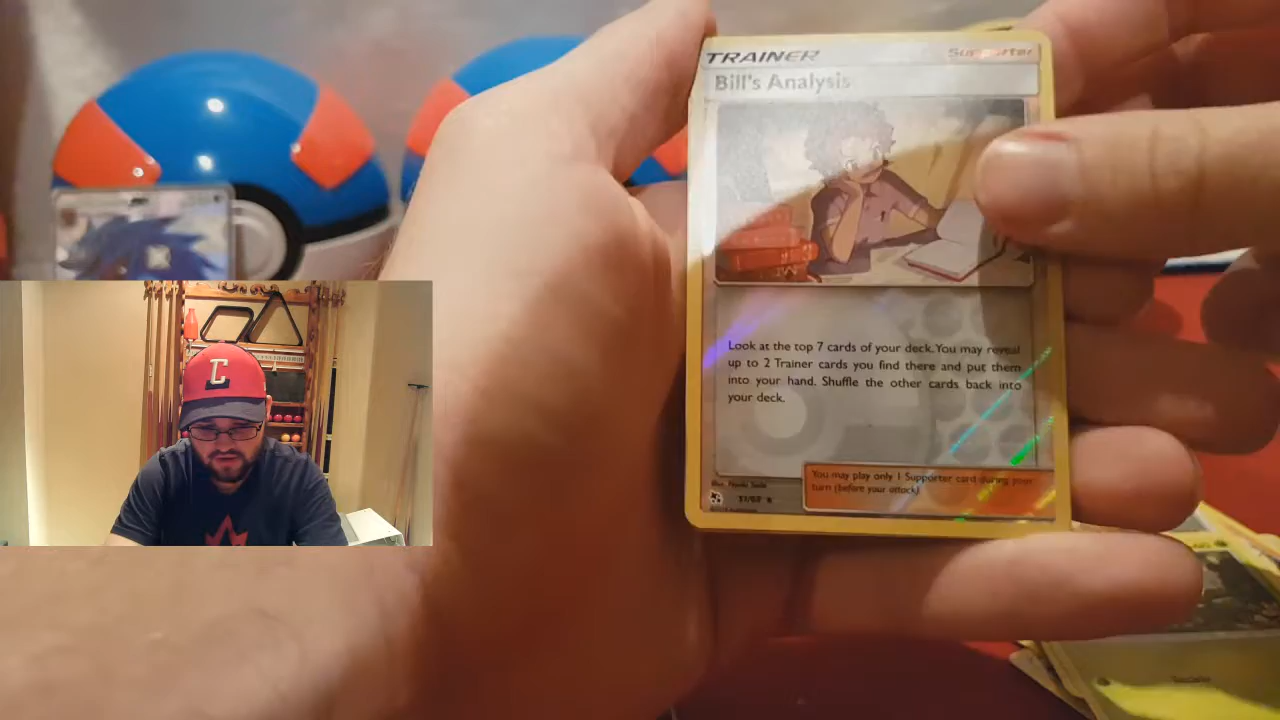 TRAINER
Supporter
Bill's Analysis
Look at the top 7 cards of your deck. You may reveal
up to 2 Trainer cards you find there and put them
into your hand. Shuffle the other cards back into
your deck.
You may play only 1 Supporter card during your
turn (before your attack).
C